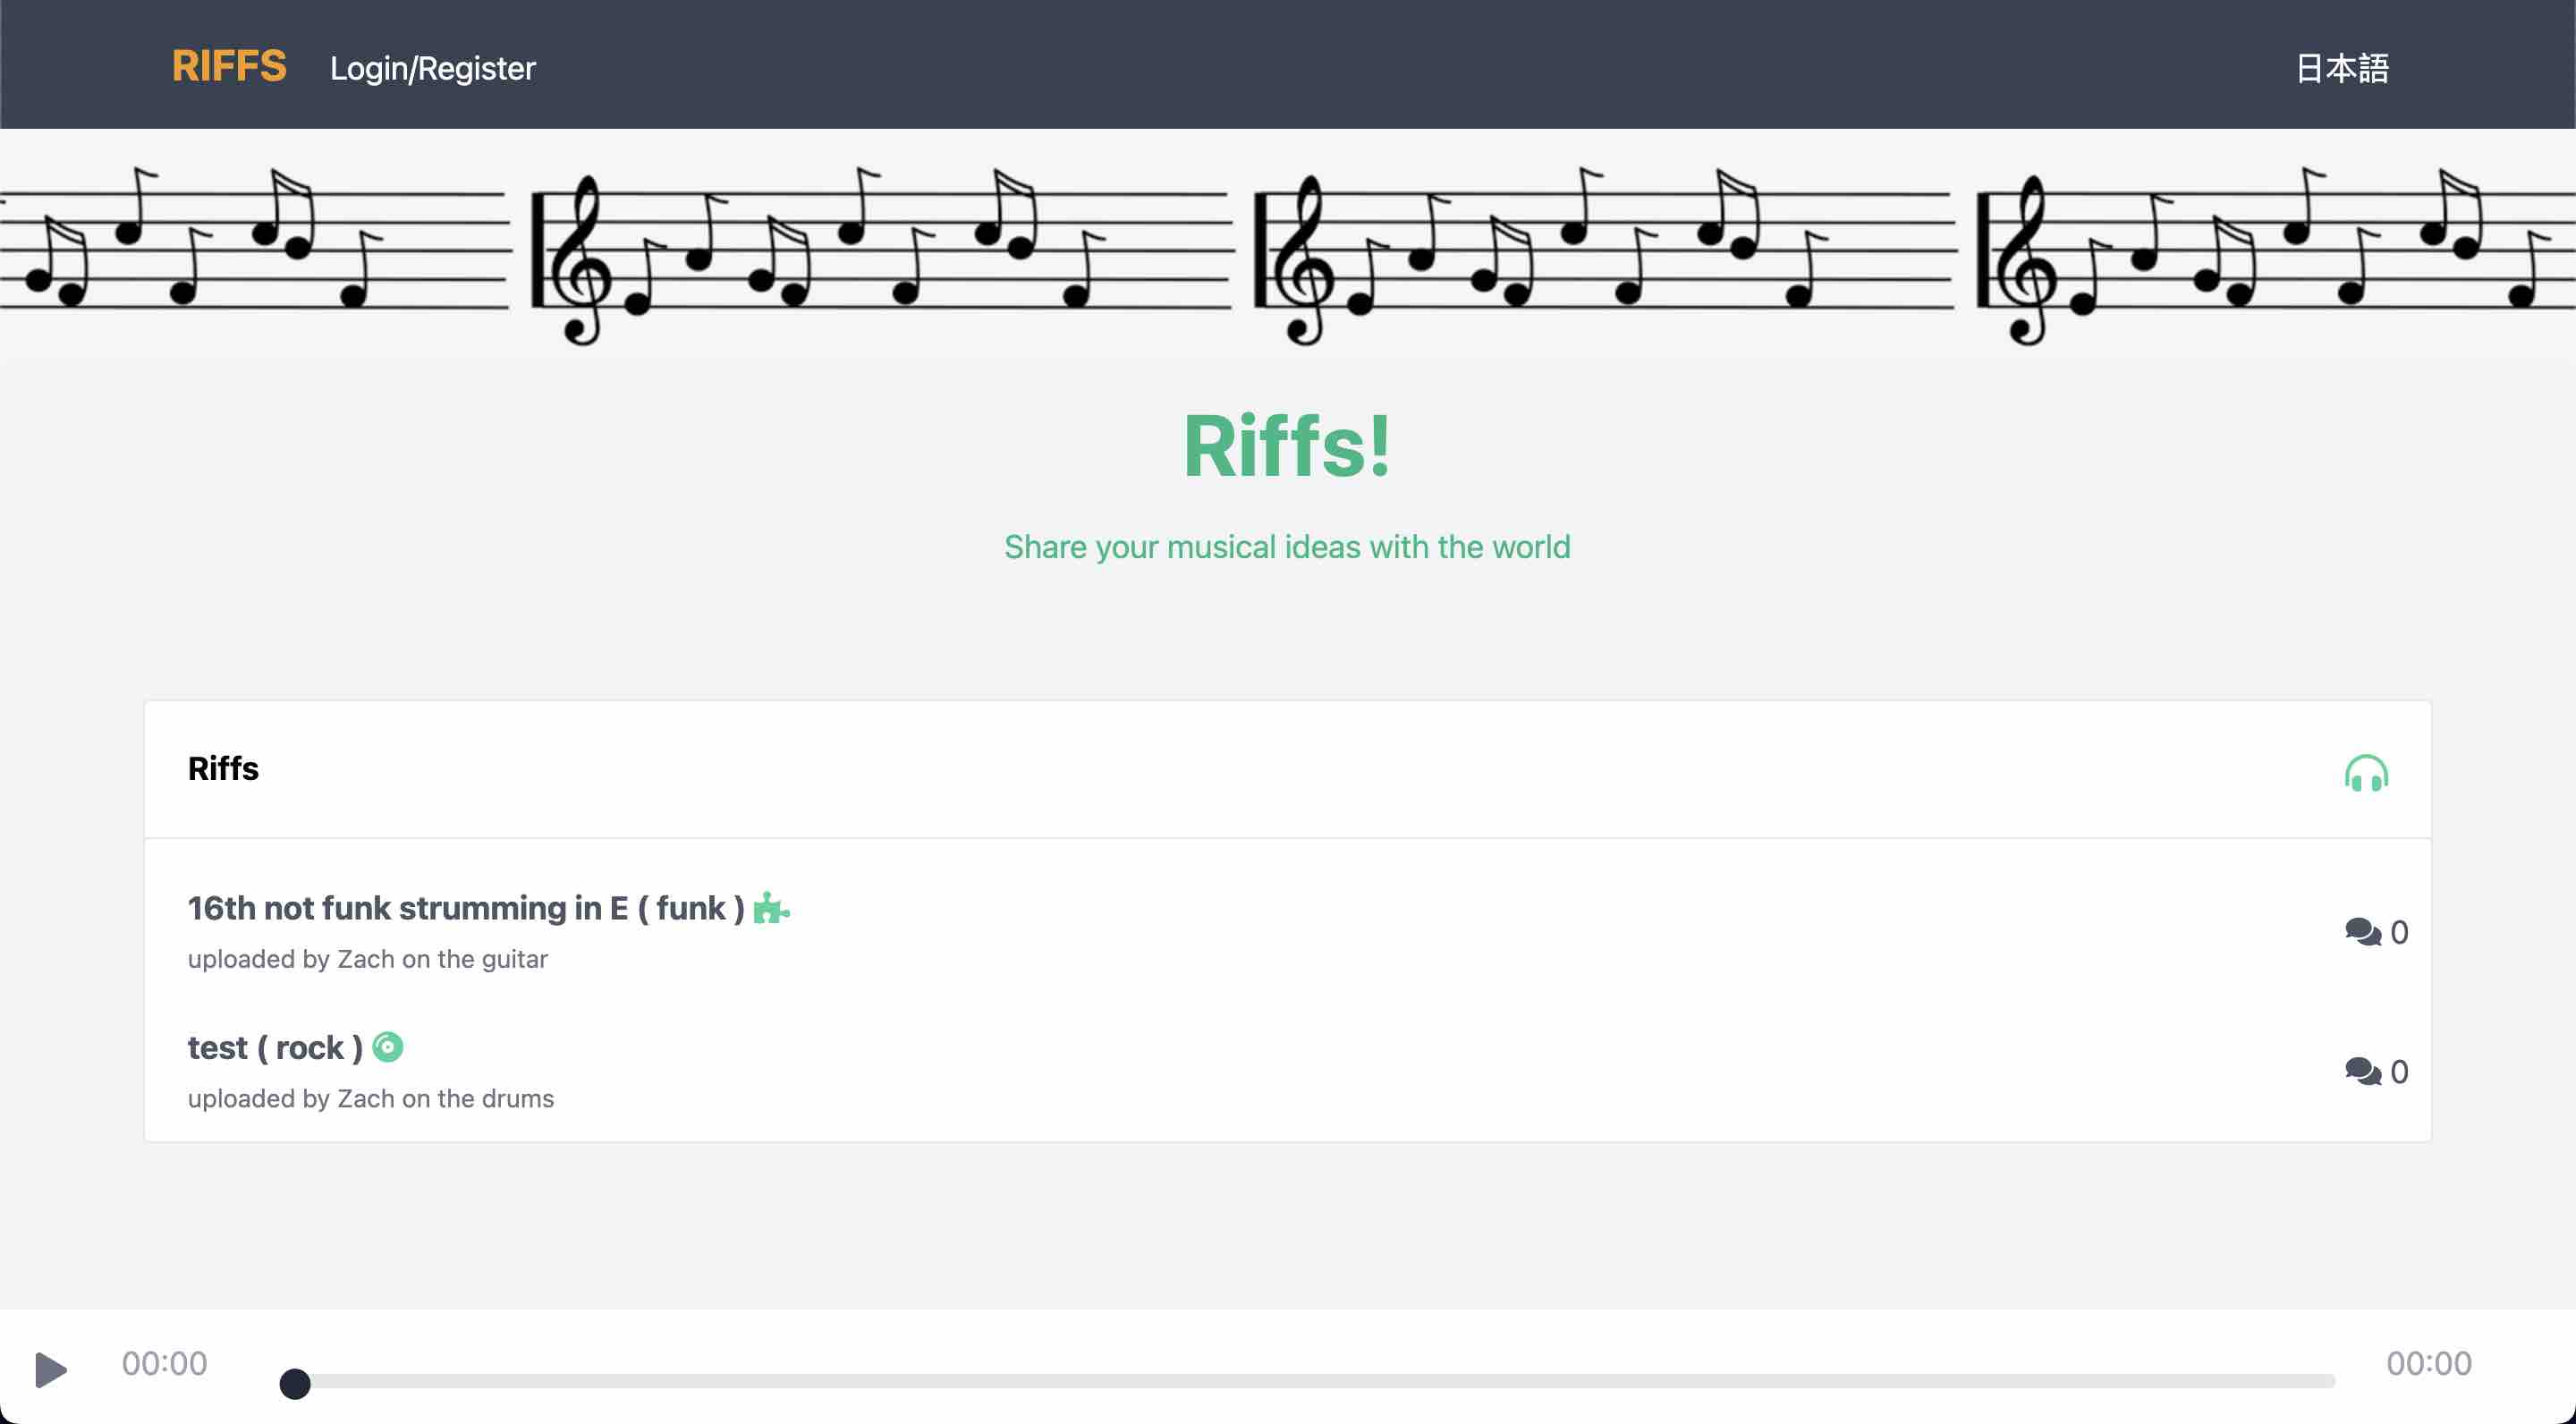 RIFFS Login/Register 日本語
Riffs!
Share your musical ideas with the world
Riffs
16th not funk strumming in E ( funk )
uploaded by Zach on the guitar
0
test ( rock )
uploaded by Zach on the drums
0
00:00 00:00